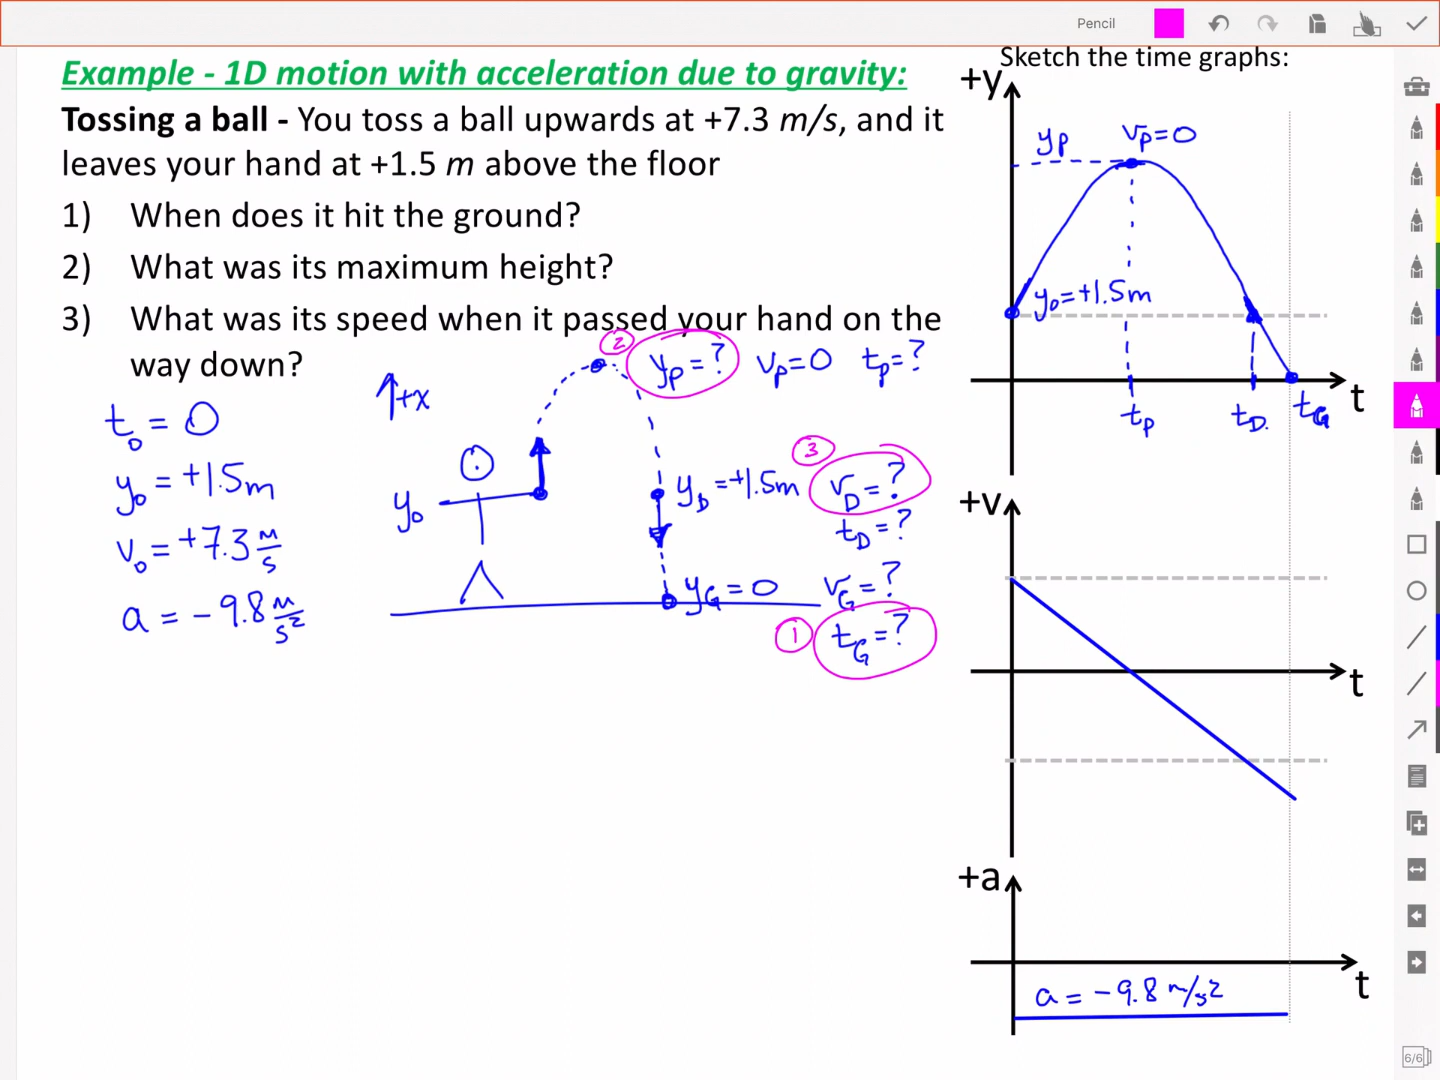 Pencil
Example - 1D motion with acceleration due to gravity:
Tossing a ball - You toss a ball upwards at +7.3 m/s, and it
leaves your hand at +1.5 m above the floor
1) When does it hit the ground?
2) What was its maximum height?
3) What was its speed when it passed your hand on the
way down?
t₀ = 0
y₀ = +1.5m
v₀ = +7.3 m/s
a = -9.8 m/s²
+x
y₀
2 yP = ? vP = 0 tP = ?
yD = +1.5m 3 vD = ?
tD = ?
yG = 0 vG = ?
1 tG = ?
Sketch the time graphs:
+y
yP vP = 0
y₀ = +1.5m
t
tP tD. tG
+v
t
+a
t
a = -9.8 m/s²
6/6